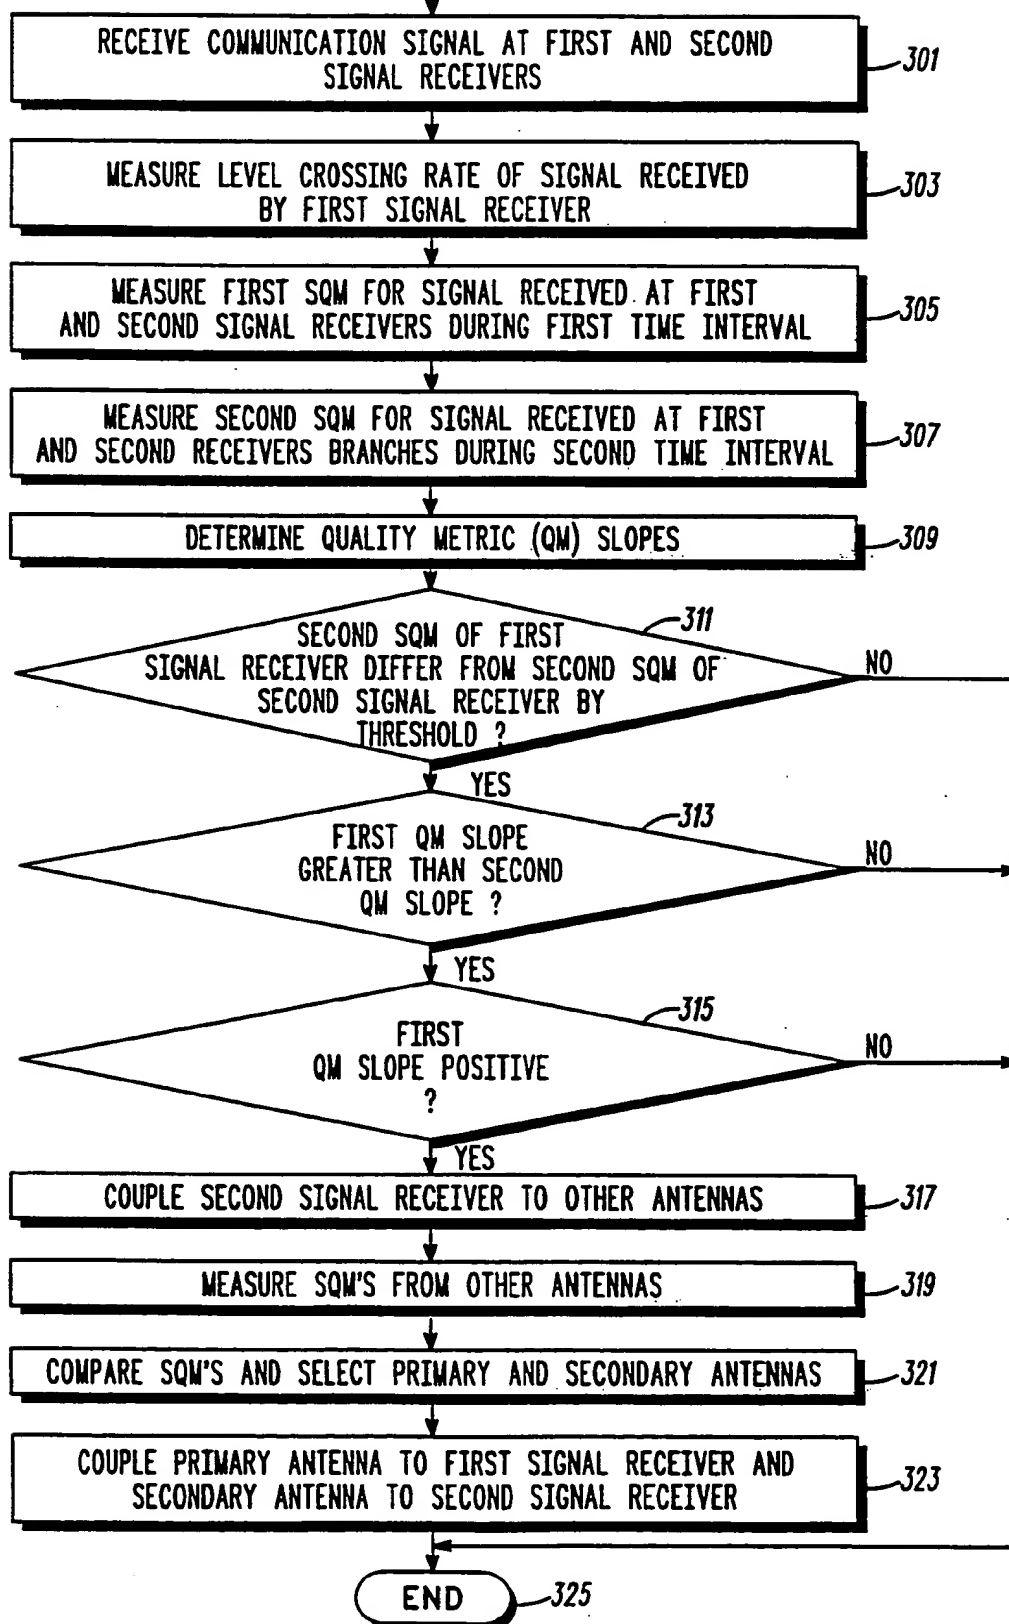 RECEIVE COMMUNICATION SIGNAL AT FIRST AND SECOND
SIGNAL RECEIVERS
301
MEASURE LEVEL CROSSING RATE OF SIGNAL RECEIVED
BY FIRST SIGNAL RECEIVER
303
MEASURE FIRST SQM FOR SIGNAL RECEIVED AT FIRST
AND SECOND SIGNAL RECEIVERS DURING FIRST TIME INTERVAL
305
MEASURE SECOND SQM FOR SIGNAL RECEIVED AT FIRST
AND SECOND RECEIVERS BRANCHES DURING SECOND TIME INTERVAL
307
DETERMINE QUALITY METRIC (QM) SLOPES
309
311
SECOND SQM OF FIRST
SIGNAL RECEIVER DIFFER FROM SECOND SQM OF
SECOND SIGNAL RECEIVER BY
THRESHOLD ?
NO
YES
313
FIRST QM SLOPE
GREATER THAN SECOND
QM SLOPE ?
NO
YES
315
FIRST
QM SLOPE POSITIVE
?
NO
YES
COUPLE SECOND SIGNAL RECEIVER TO OTHER ANTENNAS
317
MEASURE SQM'S FROM OTHER ANTENNAS
319
COMPARE SQM'S AND SELECT PRIMARY AND SECONDARY ANTENNAS
321
COUPLE PRIMARY ANTENNA TO FIRST SIGNAL RECEIVER AND
SECONDARY ANTENNA TO SECOND SIGNAL RECEIVER
323
END
325